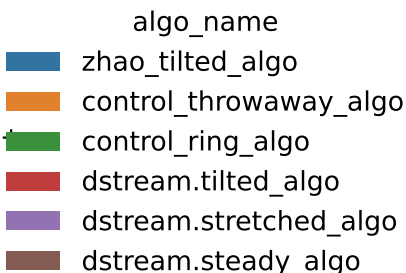 algo_name
zhao_tilted_algo
control_throwaway_algo
control_ring_algo
dstream.tilted_algo
dstream.stretched_algo
dstream.steady_algo